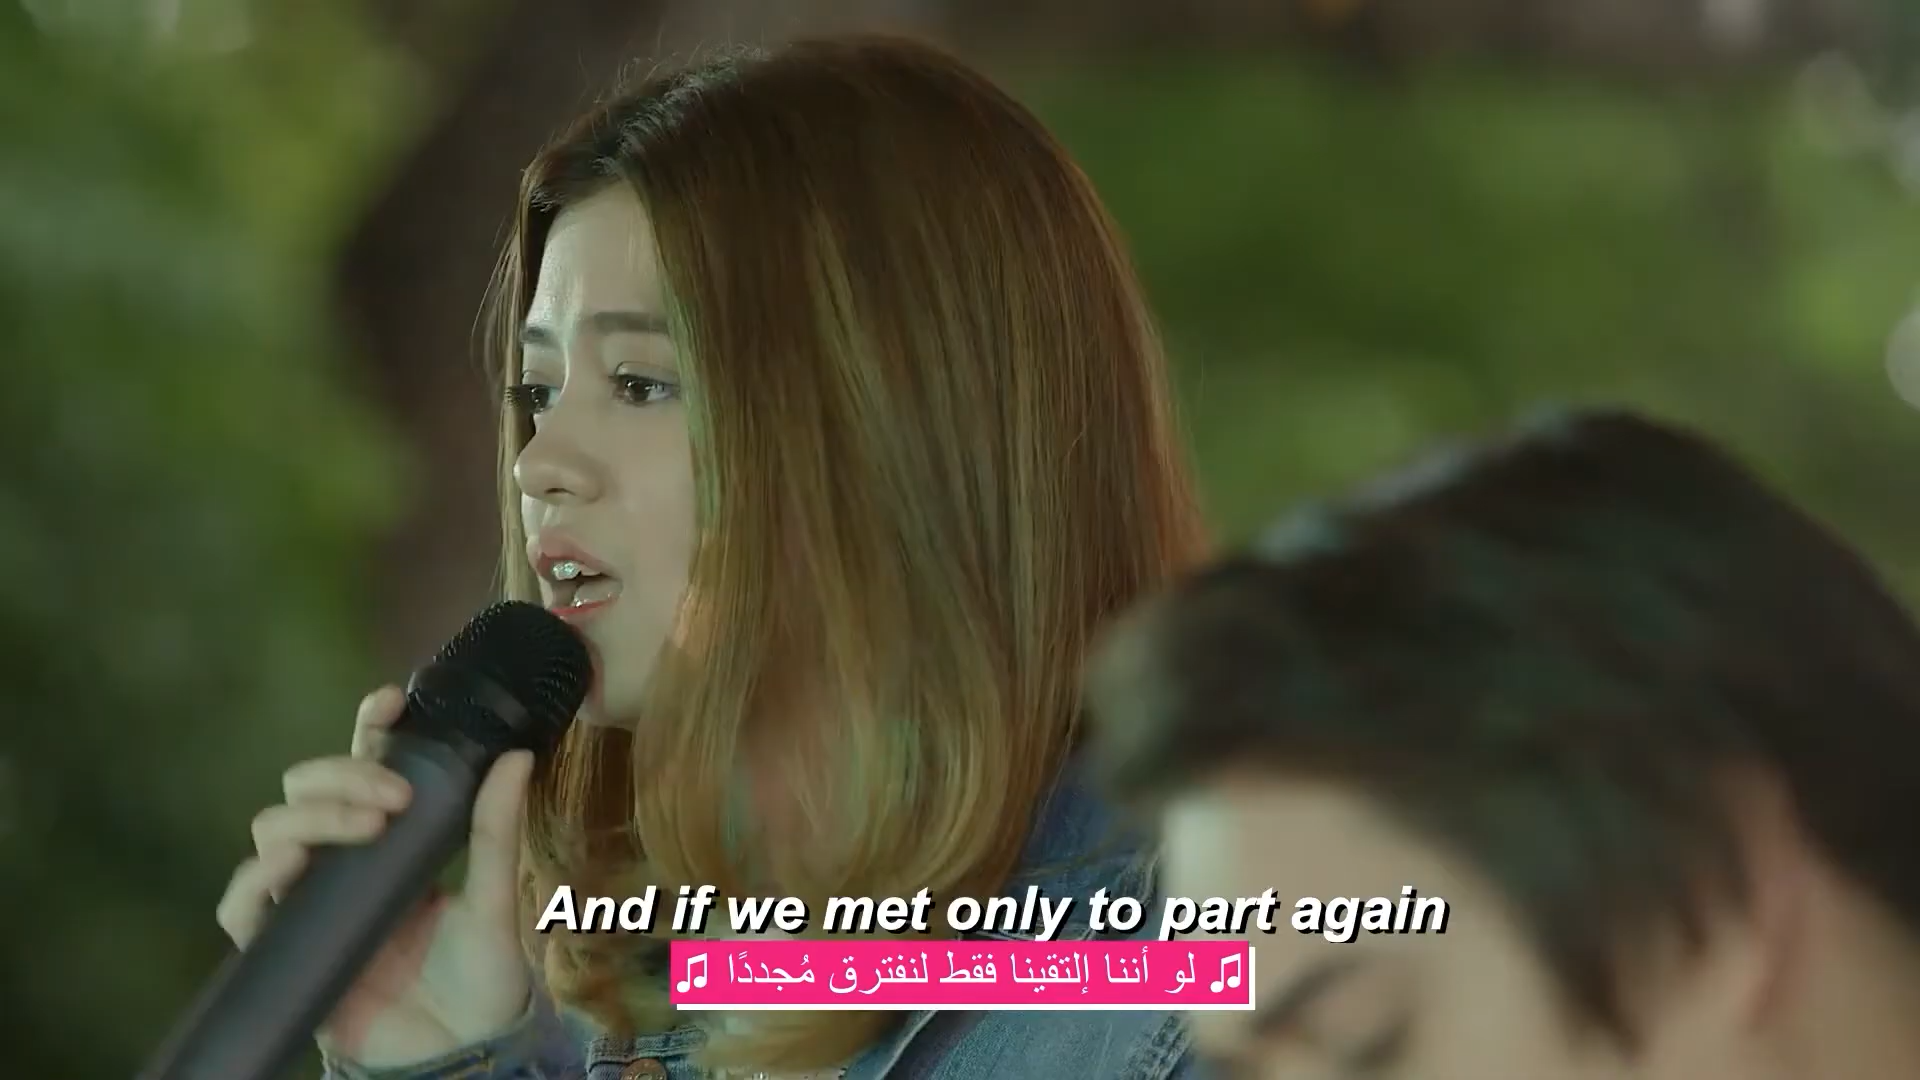 And if we met only to part again
♫ لو أننا إلتقينا فقط لنفترق مُجددًا ♫